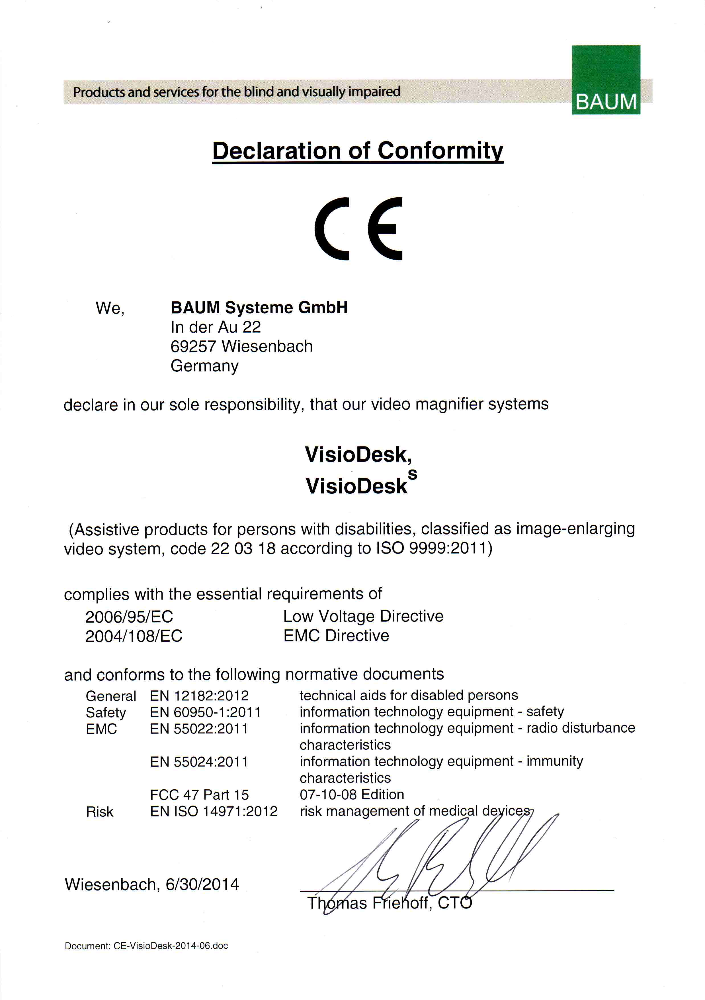 Products and services for the blind and visually impaired
BAUM
Declaration of Conformity
CE
We, BAUM Systeme GmbH
In der Au 22
69257 Wiesenbach
Germany
declare in our sole responsibility, that our video magnifier systems
VisioDesk,
VisioDesk^s
(Assistive products for persons with disabilities, classified as image-enlarging
video system, code 22 03 18 according to ISO 9999:2011)
complies with the essential requirements of
2006/95/EC Low Voltage Directive
2004/108/EC EMC Directive
and conforms to the following normative documents
General EN 12182:2012 technical aids for disabled persons
Safety EN 60950-1:2011 information technology equipment - safety
EMC EN 55022:2011 information technology equipment - radio disturbance
characteristics
EN 55024:2011 information technology equipment - immunity
characteristics
FCC 47 Part 15 07-10-08 Edition
Risk EN ISO 14971:2012 risk management of medical devices
Wiesenbach, 6/30/2014
Thomas Friehoff, CTO
Document: CE-VisioDesk-2014-06.doc